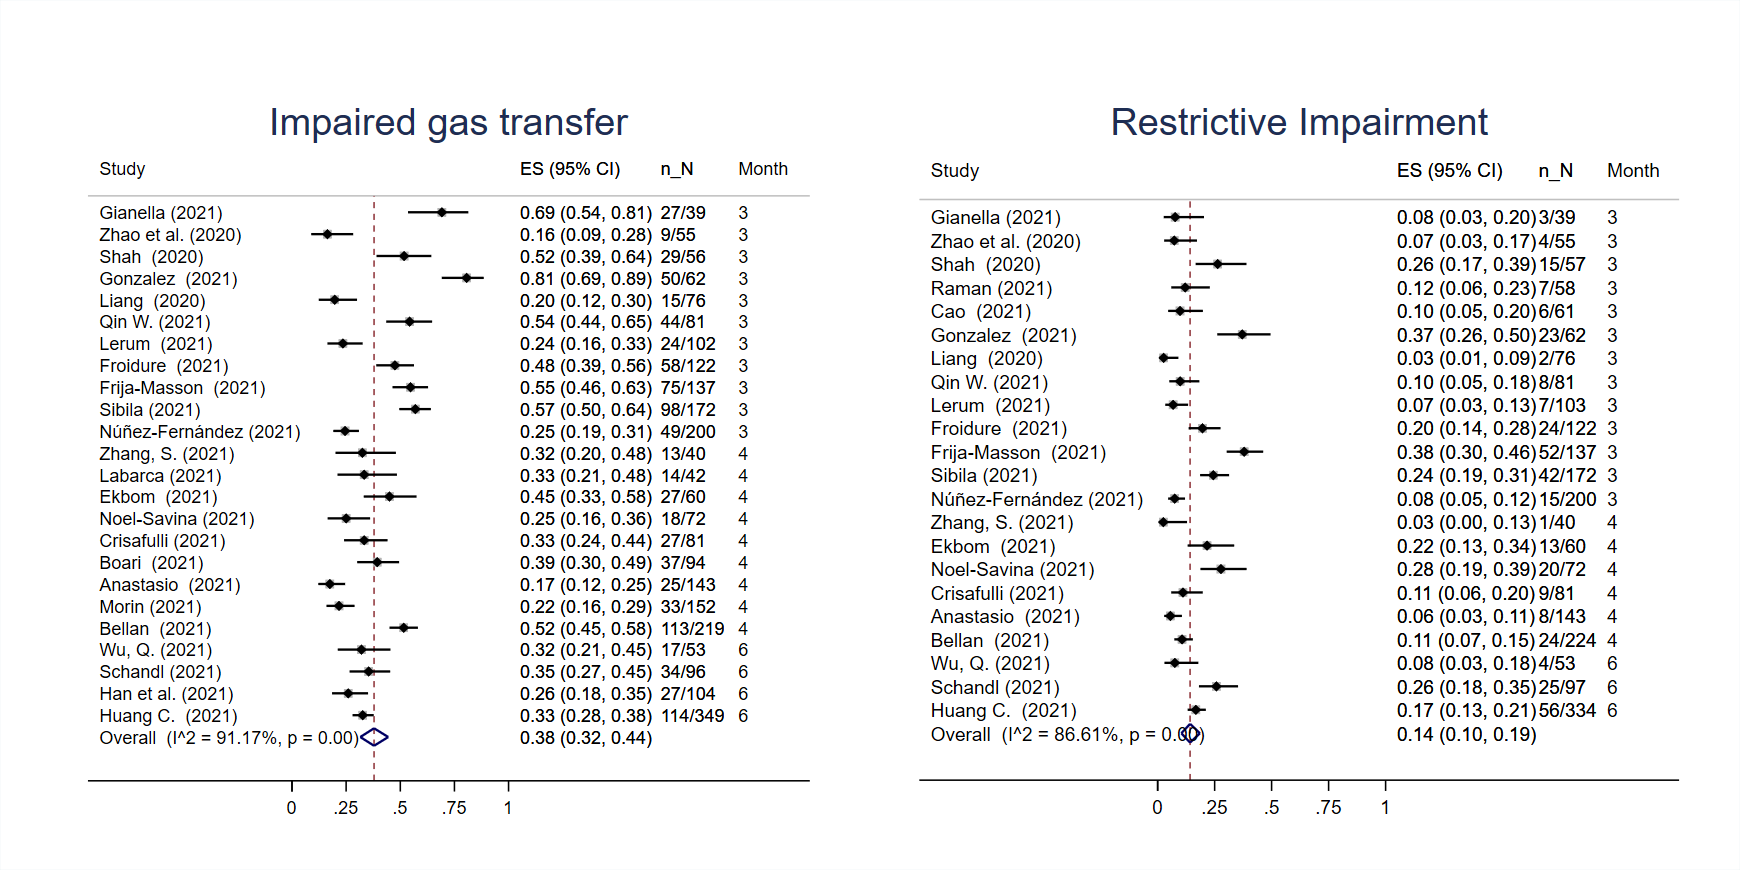 Impaired gas transfer
Study ES (95% CI) n_N Month
Gianella (2021) 0.69 (0.54, 0.81) 27/39 3
Zhao et al. (2020) 0.16 (0.09, 0.28) 9/55 3
Shah (2020) 0.52 (0.39, 0.64) 29/56 3
Gonzalez (2021) 0.81 (0.69, 0.89) 50/62 3
Liang (2020) 0.20 (0.12, 0.30) 15/76 3
Qin W. (2021) 0.54 (0.44, 0.65) 44/81 3
Lerum (2021) 0.24 (0.16, 0.33) 24/102 3
Froidure (2021) 0.48 (0.39, 0.56) 58/122 3
Frija-Masson (2021) 0.55 (0.46, 0.63) 75/137 3
Sibila (2021) 0.57 (0.50, 0.64) 98/172 3
Núñez-Fernández (2021) 0.25 (0.19, 0.31) 49/200 3
Zhang, S. (2021) 0.32 (0.20, 0.48) 13/40 4
Labarca (2021) 0.33 (0.21, 0.48) 14/42 4
Ekbom (2021) 0.45 (0.33, 0.58) 27/60 4
Noel-Savina (2021) 0.25 (0.16, 0.36) 18/72 4
Crisafulli (2021) 0.33 (0.24, 0.44) 27/81 4
Boari (2021) 0.39 (0.30, 0.49) 37/94 4
Anastasio (2021) 0.17 (0.12, 0.25) 25/143 4
Morin (2021) 0.22 (0.16, 0.29) 33/152 4
Bellan (2021) 0.52 (0.45, 0.58) 113/219 4
Wu, Q. (2021) 0.32 (0.21, 0.45) 17/53 6
Schandl (2021) 0.35 (0.27, 0.45) 34/96 6
Han et al. (2021) 0.26 (0.18, 0.35) 27/104 6
Huang C. (2021) 0.33 (0.28, 0.38) 114/349 6
Overall (I^2 = 91.17%, p = 0.00) 0.38 (0.32, 0.44)
0 .25 .5 .75 1
Restrictive Impairment
Study ES (95% CI) n_N Month
Gianella (2021) 0.08 (0.03, 0.20) 3/39 3
Zhao et al. (2020) 0.07 (0.03, 0.17) 4/55 3
Shah (2020) 0.26 (0.17, 0.39) 15/57 3
Raman (2021) 0.12 (0.06, 0.23) 7/58 3
Cao (2021) 0.10 (0.05, 0.20) 6/61 3
Gonzalez (2021) 0.37 (0.26, 0.50) 23/62 3
Liang (2020) 0.03 (0.01, 0.09) 2/76 3
Qin W. (2021) 0.10 (0.05, 0.18) 8/81 3
Lerum (2021) 0.07 (0.03, 0.13) 7/103 3
Froidure (2021) 0.20 (0.14, 0.28) 24/122 3
Frija-Masson (2021) 0.38 (0.30, 0.46) 52/137 3
Sibila (2021) 0.24 (0.19, 0.31) 42/172 3
Núñez-Fernández (2021) 0.08 (0.05, 0.12) 15/200 3
Zhang, S. (2021) 0.03 (0.00, 0.13) 1/40 4
Ekbom (2021) 0.22 (0.13, 0.34) 13/60 4
Noel-Savina (2021) 0.28 (0.19, 0.39) 20/72 4
Crisafulli (2021) 0.11 (0.06, 0.20) 9/81 4
Anastasio (2021) 0.06 (0.03, 0.11) 8/143 4
Bellan (2021) 0.11 (0.07, 0.15) 24/224 4
Wu, Q. (2021) 0.08 (0.03, 0.18) 4/53 6
Schandl (2021) 0.26 (0.18, 0.35) 25/97 6
Huang C. (2021) 0.17 (0.13, 0.21) 56/334 6
Overall (I^2 = 86.61%, p = 0.00) 0.14 (0.10, 0.19)
0 .25 .5 .75 1